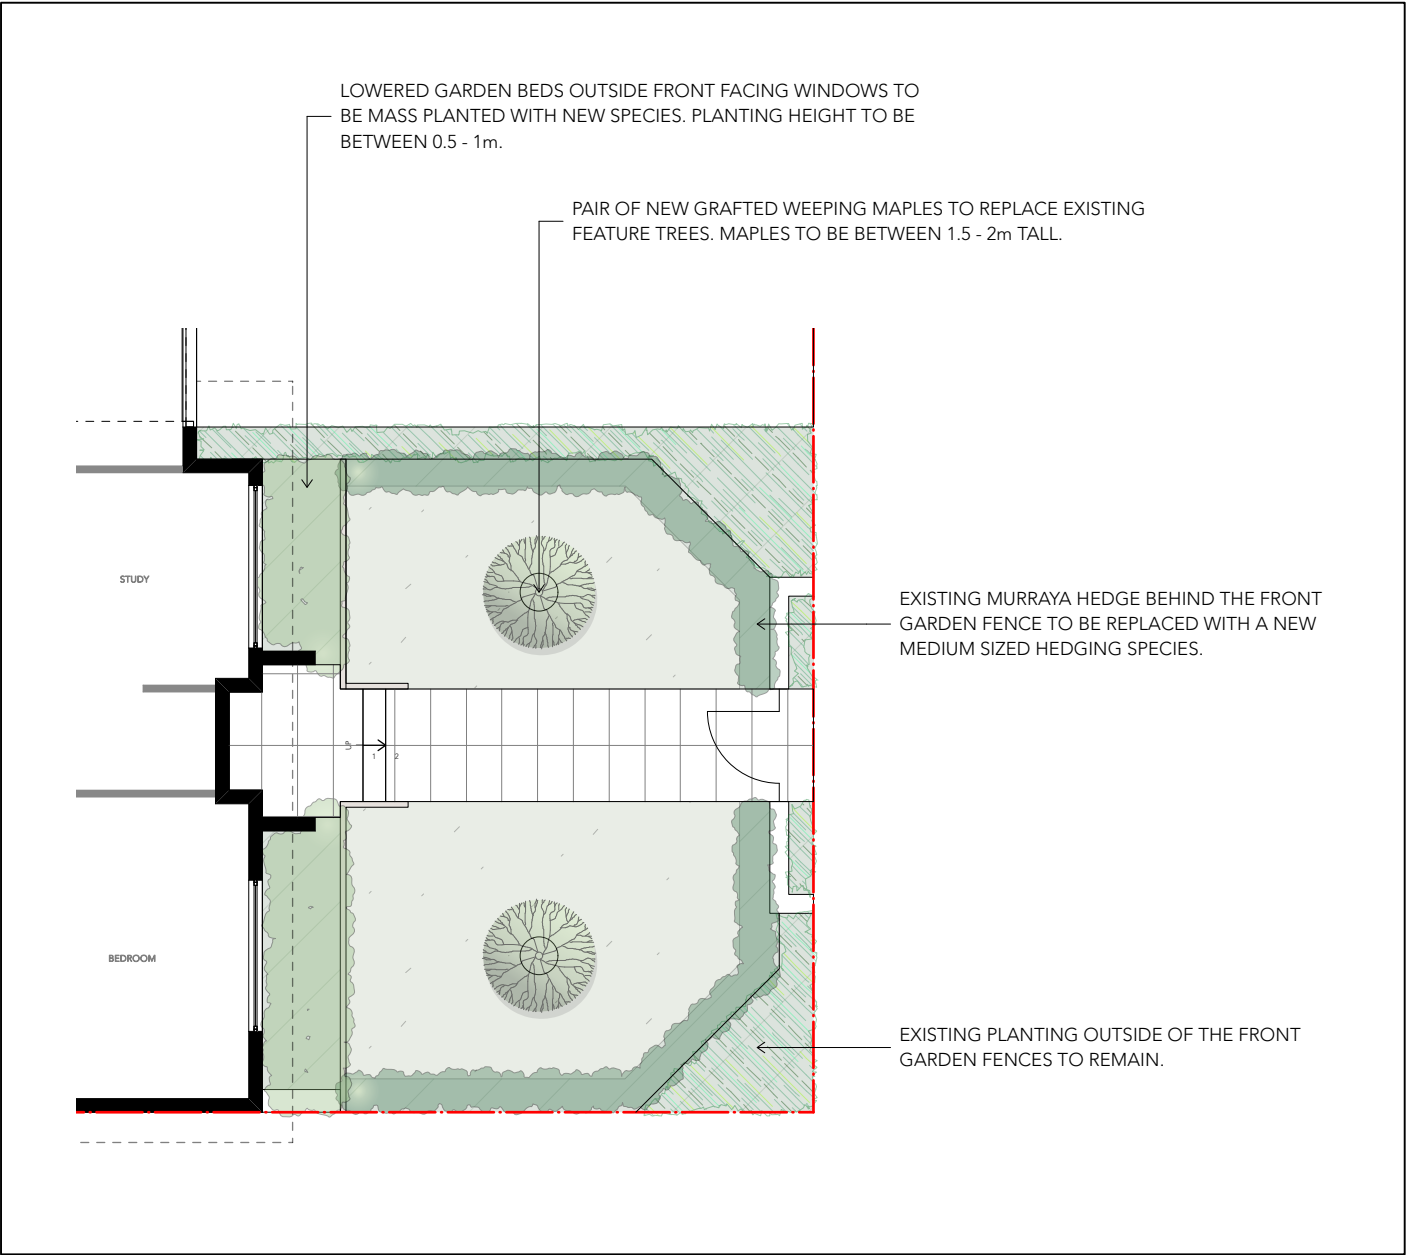 LOWERED GARDEN BEDS OUTSIDE FRONT FACING WINDOWS TO
BE MASS PLANTED WITH NEW SPECIES. PLANTING HEIGHT TO BE
BETWEEN 0.5 - 1m.
PAIR OF NEW GRAFTED WEEPING MAPLES TO REPLACE EXISTING
FEATURE TREES. MAPLES TO BE BETWEEN 1.5 - 2m TALL.
STUDY
EXISTING MURRAYA HEDGE BEHIND THE FRONT
GARDEN FENCE TO BE REPLACED WITH A NEW
MEDIUM SIZED HEDGING SPECIES.
UP
1 2
BEDROOM
EXISTING PLANTING OUTSIDE OF THE FRONT
GARDEN FENCES TO REMAIN.